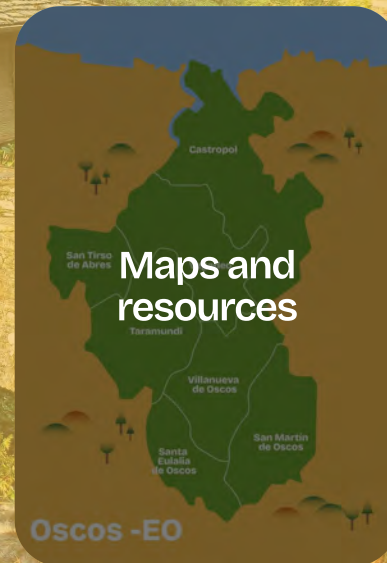 Castropol
San Tirso
de Abres
Maps and
resources
Taramundi
Villanueva
de Oscos
San Martín
de Oscos
Santa
Eulalia
de Oscos
Oscos -EO